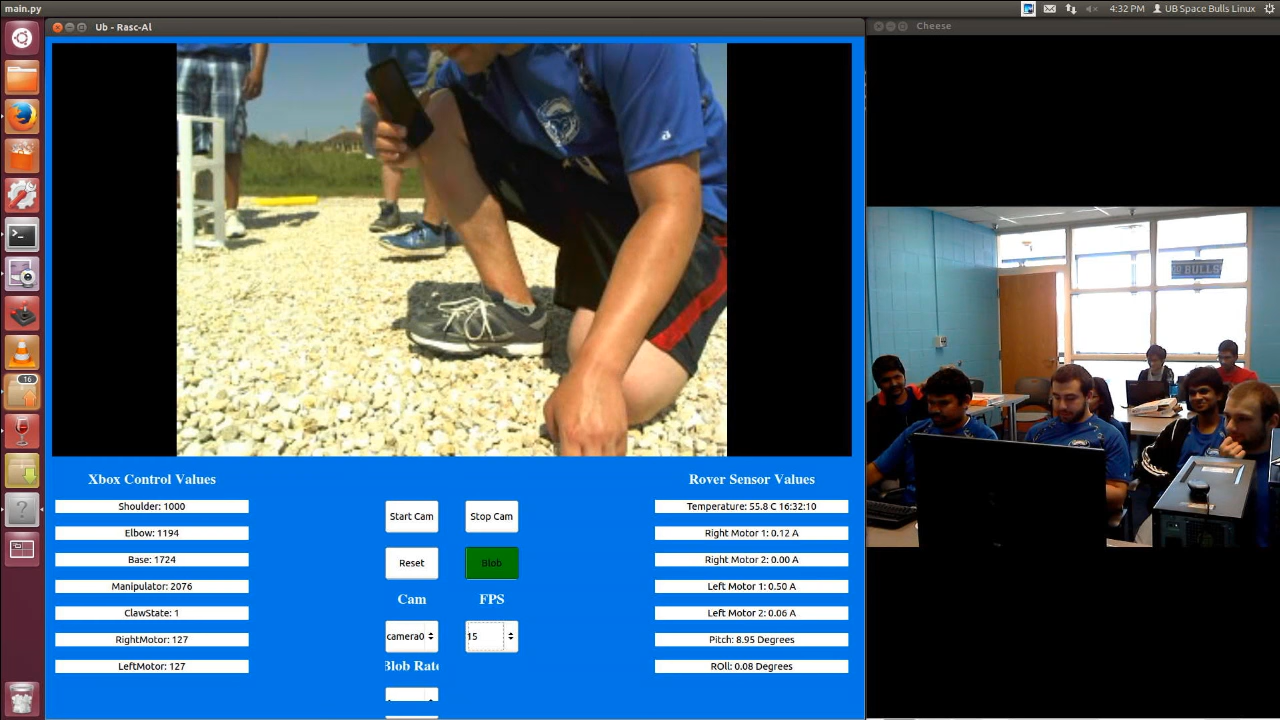 main.py
4:32 PM
UB Space Bulls Linux
Ub - Rasc-Al
Cheese
16
BULLS
a
Xbox Control Values
Shoulder: 1000
Elbow: 1194
Base: 1724
Manipulator: 2076
ClawState: 1
RightMotor: 127
LeftMotor: 127
Start Cam
Stop Cam
Reset
Blob
Cam
FPS
camera0
15
Blob Rate
Rover Sensor Values
Temperature: 55.8 C 16:32:10
Right Motor 1: 0.12 A
Right Motor 2: 0.00 A
Left Motor 1: 0.50 A
Left Motor 2: 0.06 A
Pitch: 8.95 Degrees
ROll: 0.08 Degrees